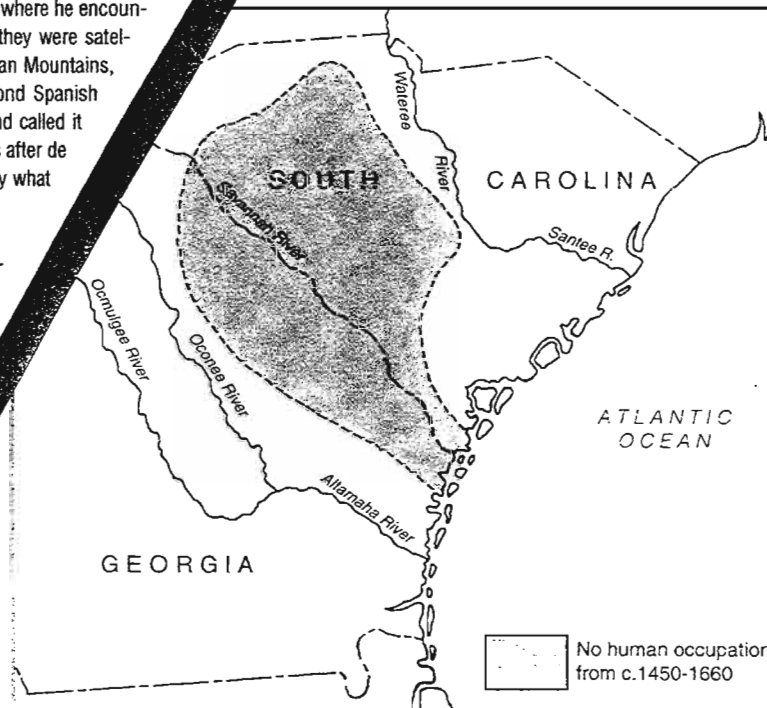 where he encoun-
they were satel-
an Mountains,
ond Spanish
nd called it
s after de
y what
SOUTH CAROLINA
Wateree River
Santee R.
Savannah River
Ocmulgee River
Oconee River
Altamaha River
ATLANTIC
OCEAN
GEORGIA
No human occupation
from c.1450-1660